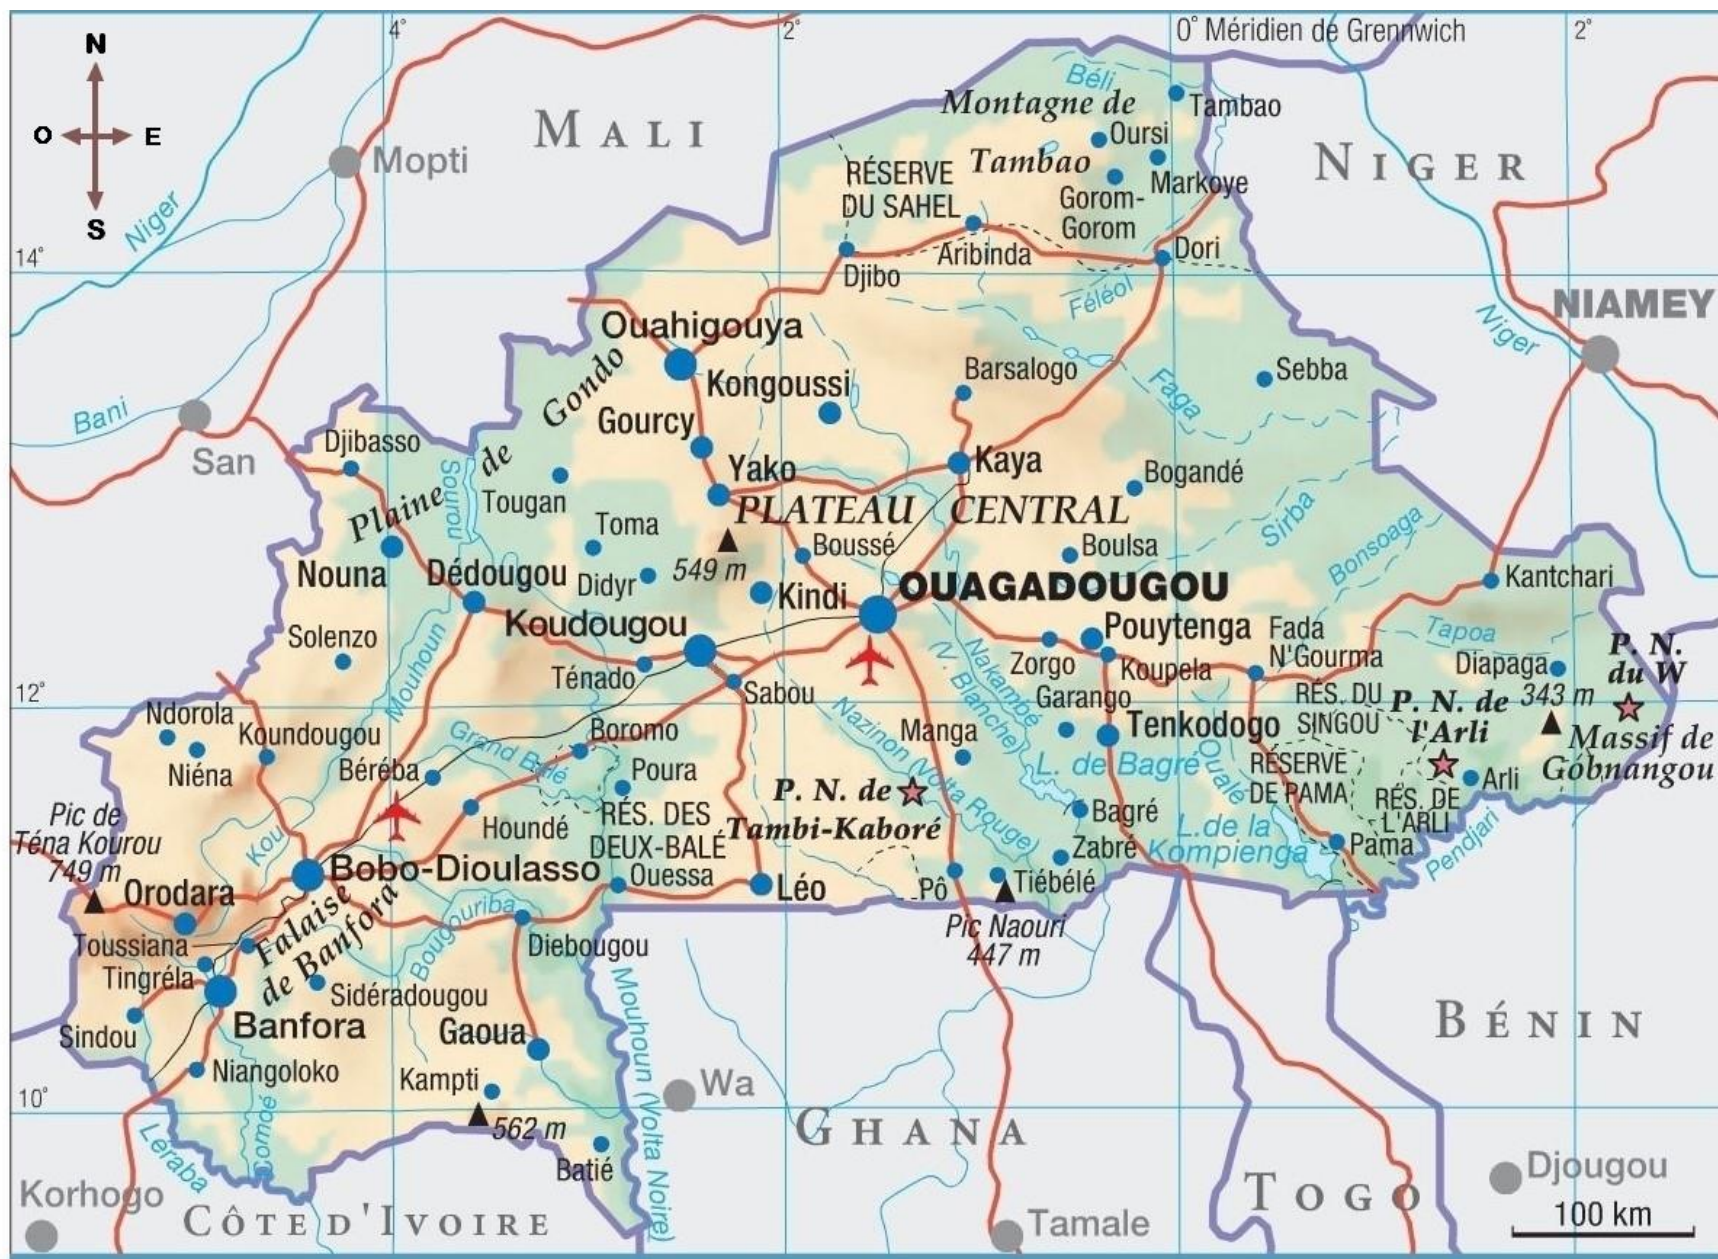 4°
2°
0° Méridien de Grennwich
2°
N
O
E
S
MALI
Mopti
Niger
Béli
Montagne de
Tambao
Tambao
Oursi
Markoye
Gorom-
Gorom
RÉSERVE
DU SAHEL
NIGER
14°
Djibo
Aribinda
Dori
Féléol
NIAMEY
Niger
Ouahigouya
Kongoussi
Gourcy
Barsalogo
Faga
Sebba
Bani
San
Djibasso
Plaine de Gondo
Sourou
Tougan
Yako
Kaya
Bogandé
PLATEAU CENTRAL
Sirba
Bonsoaga
Toma
549 m
Boussé
Boulsa
Nouna
Dédougou
Didyr
Kindi
OUAGADOUGOU
Kantchari
Koudougou
Pouytenga
Tapoa
Solenzo
Mouhoun
Ténado
Sabou
Zorgo
Koupela
Fada
N'Gourma
Diapaga
P. N.
du W
12°
Ndorola
Niéna
Koundougou
Béréba
Grand Balé
Boromo
Poura
Nazinon (Volta Rouge)
Nakambé
(V. Blanche)
Manga
Garango
Tenkodogo
L. de Bagré
Oualé
RÉS. DU
SINGOU
P. N. de
l'Arli
343 m
Massif de
Gobnangou
RÉSERVE
DE PAMA
RÉS. DE
L'ARLI
Arli
Pic de
Téna Kourou
749 m
Kou
Houndé
RÉS. DES
DEUX-BALÉ
P. N. de
Tambi-Kaboré
Bagré
Zabré
L.de la
Kompienga
Pama
Pendjari
Orodara
Bobo-Dioulasso
Ouessa
Léo
Pô
Tiébélé
Pic Naouri
447 m
Toussiana
Tingréla
Falaise
de Banfora
Bougouriba
Diebougou
Sindou
Banfora
Sidéradougou
Gaoua
Mouhoun (Volta Noire)
BÉNIN
Niangoloko
Kampti
562 m
Wa
10°
Léraba
Comoé
Batié
GHANA
TOGO
Djougou
Korhogo
CÔTE D'IVOIRE
Tamale
100 km